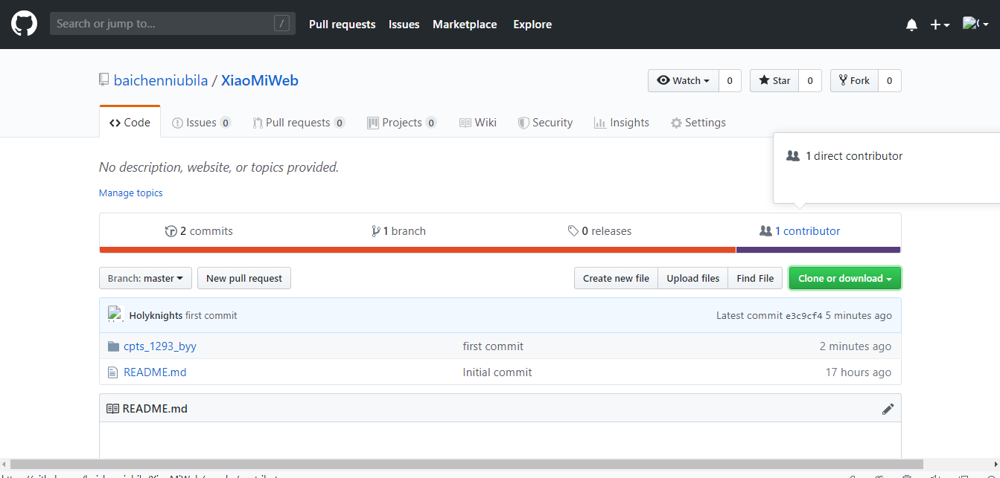 Search or jump to... / Pull requests Issues Marketplace Explore
baichenniubila / XiaoMiWeb Watch 0 Star 0 Fork 0
Code Issues 0 Pull requests 0 Projects 0 Wiki Security Insights Settings
1 direct contributor
No description, website, or topics provided.
Manage topics
2 commits 1 branch 0 releases 1 contributor
Branch: master New pull request Create new file Upload files Find File Clone or download
Holyknights first commit Latest commit e3c9cf4 5 minutes ago
cpts_1293_byy first commit 2 minutes ago
README.md Initial commit 17 hours ago
README.md